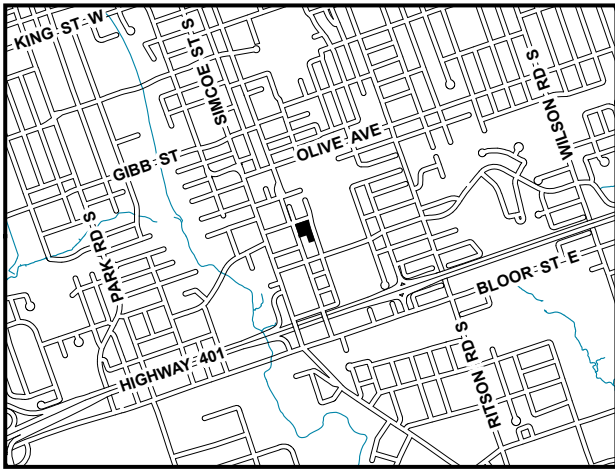 KING ST W
SIMCOE ST S
WILSON RD S
OLIVE AVE
GIBB ST
PARK RD S
BLOOR ST E
HIGHWAY 401
RITSON RD S